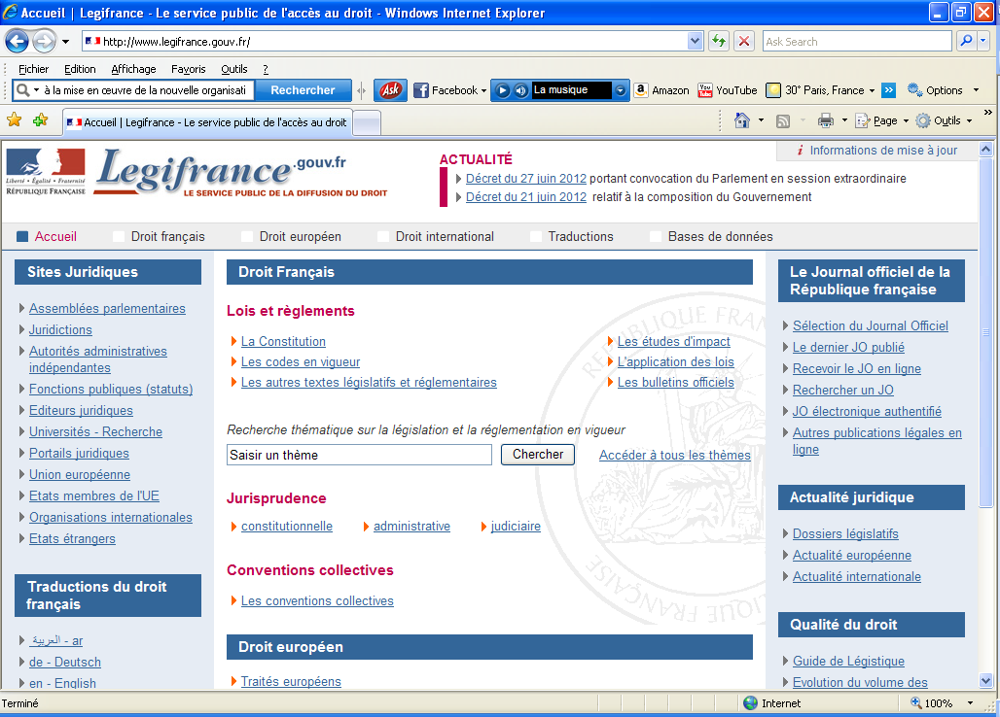 Accueil | Legifrance - Le service public de l'accès au droit - Windows Internet Explorer
http://www.legifrance.gouv.fr/
Ask Search
Fichier Edition Affichage Favoris Outils ?
à la mise en œuvre de la nouvelle organisati Rechercher Ask Facebook La musique Amazon You Tube YouTube 30° Paris, France Options
Accueil | Legifrance - Le service public de l'accès au droit
Page Outils
Liberté • Égalité • Fraternité
RÉPUBLIQUE FRANÇAISE
Legifrance.gouv.fr
LE SERVICE PUBLIC DE LA DIFFUSION DU DROIT
ACTUALITÉ
Décret du 27 juin 2012 portant convocation du Parlement en session extraordinaire
Décret du 21 juin 2012 relatif à la composition du Gouvernement
i Informations de mise à jour
Accueil Droit français Droit européen Droit international Traductions Bases de données
Sites Juridiques
Assemblées parlementaires
Juridictions
Autorités administratives
indépendantes
Fonctions publiques (statuts)
Editeurs juridiques
Universités - Recherche
Portails juridiques
Union européenne
Etats membres de l'UE
Organisations internationales
Etats étrangers
Traductions du droit
français
العربية - ar
de - Deutsch
en - English
Droit Français
Lois et règlements
La Constitution
Les codes en vigueur
Les autres textes législatifs et réglementaires
Les études d'impact
L'application des lois
Les bulletins officiels
Recherche thématique sur la législation et la réglementation en vigueur
Saisir un thème Chercher Accéder à tous les thèmes
Jurisprudence
constitutionnelle administrative judiciaire
Conventions collectives
Les conventions collectives
Droit européen
Traités européens
Le Journal officiel de la
République française
Sélection du Journal Officiel
Le dernier JO publié
Recevoir le JO en ligne
Rechercher un JO
JO électronique authentifié
Autres publications légales en
ligne
Actualité juridique
Dossiers législatifs
Actualité européenne
Actualité internationale
Qualité du droit
Guide de Légistique
Evolution du volume des
Terminé Internet 100%